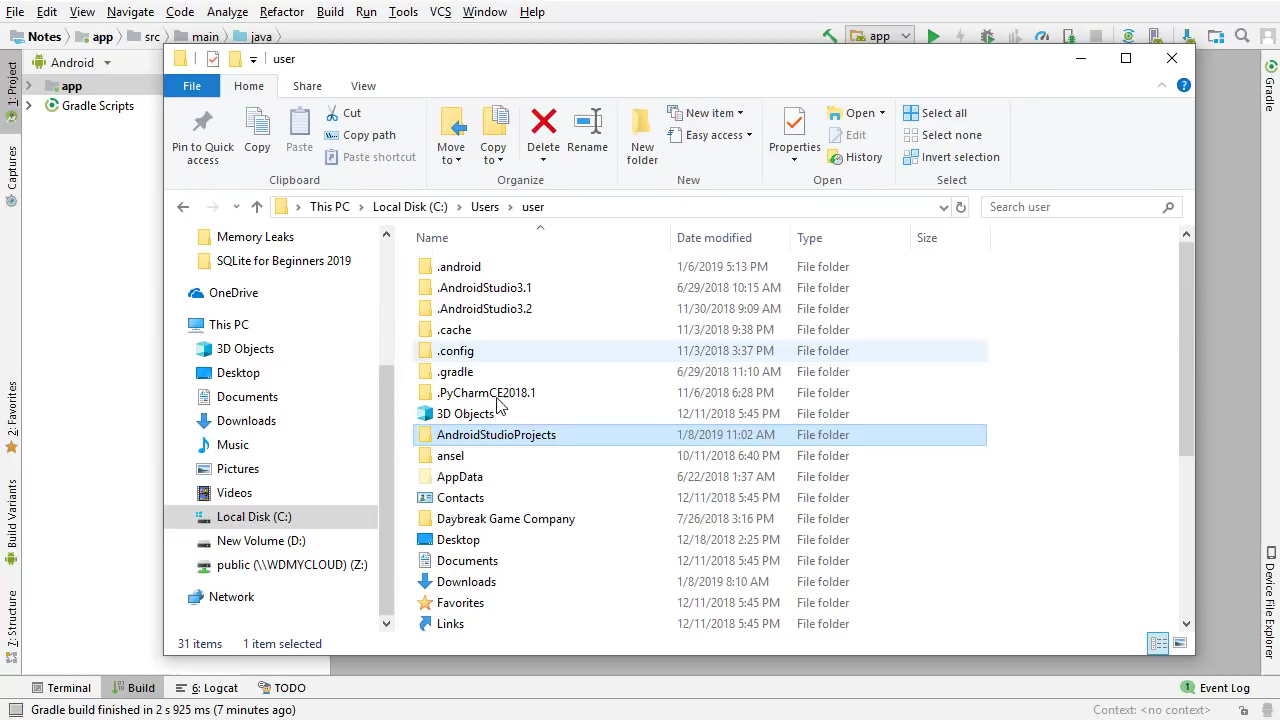 File Edit View Navigate Code Analyze Refactor Build Run Tools VCS Window Help
Notes app src main java app
Android
app
Gradle Scripts
1: Project
Captures
2: Favorites
Build Variants
7: Structure
user
File Home Share View
Pin to Quick access
Copy
Paste
Cut
Copy path
Paste shortcut
Clipboard
Move to
Copy to
Delete
Rename
Organize
New folder
New item
Easy access
New
Properties
Open
Edit
History
Open
Select all
Select none
Invert selection
Select
This PC Local Disk (C:) Users user
Search user
Memory Leaks
SQLite for Beginners 2019
OneDrive
This PC
3D Objects
Desktop
Documents
Downloads
Music
Pictures
Videos
Local Disk (C:)
New Volume (D:)
public (\\WDMYCLOUD) (Z:)
Network
Name Date modified Type Size
.android 1/6/2019 5:13 PM File folder
.AndroidStudio3.1 6/29/2018 10:15 AM File folder
.AndroidStudio3.2 11/30/2018 9:09 AM File folder
.cache 11/3/2018 9:38 PM File folder
.config 11/3/2018 3:37 PM File folder
.gradle 6/29/2018 11:10 AM File folder
.PyCharmCE2018.1 11/6/2018 6:28 PM File folder
3D Objects 12/11/2018 5:45 PM File folder
AndroidStudioProjects 1/8/2019 11:02 AM File folder
ansel 10/11/2018 6:40 PM File folder
AppData 6/22/2018 1:37 AM File folder
Contacts 12/11/2018 5:45 PM File folder
Daybreak Game Company 7/26/2018 3:16 PM File folder
Desktop 12/18/2018 2:25 PM File folder
Documents 12/11/2018 5:45 PM File folder
Downloads 1/8/2019 8:10 AM File folder
Favorites 12/11/2018 5:45 PM File folder
Links 12/11/2018 5:45 PM File folder
31 items 1 item selected
Gradle
Device File Explorer
Terminal Build 6: Logcat TODO 1 Event Log
Gradle build finished in 2 s 925 ms (7 minutes ago) Context: <no context>